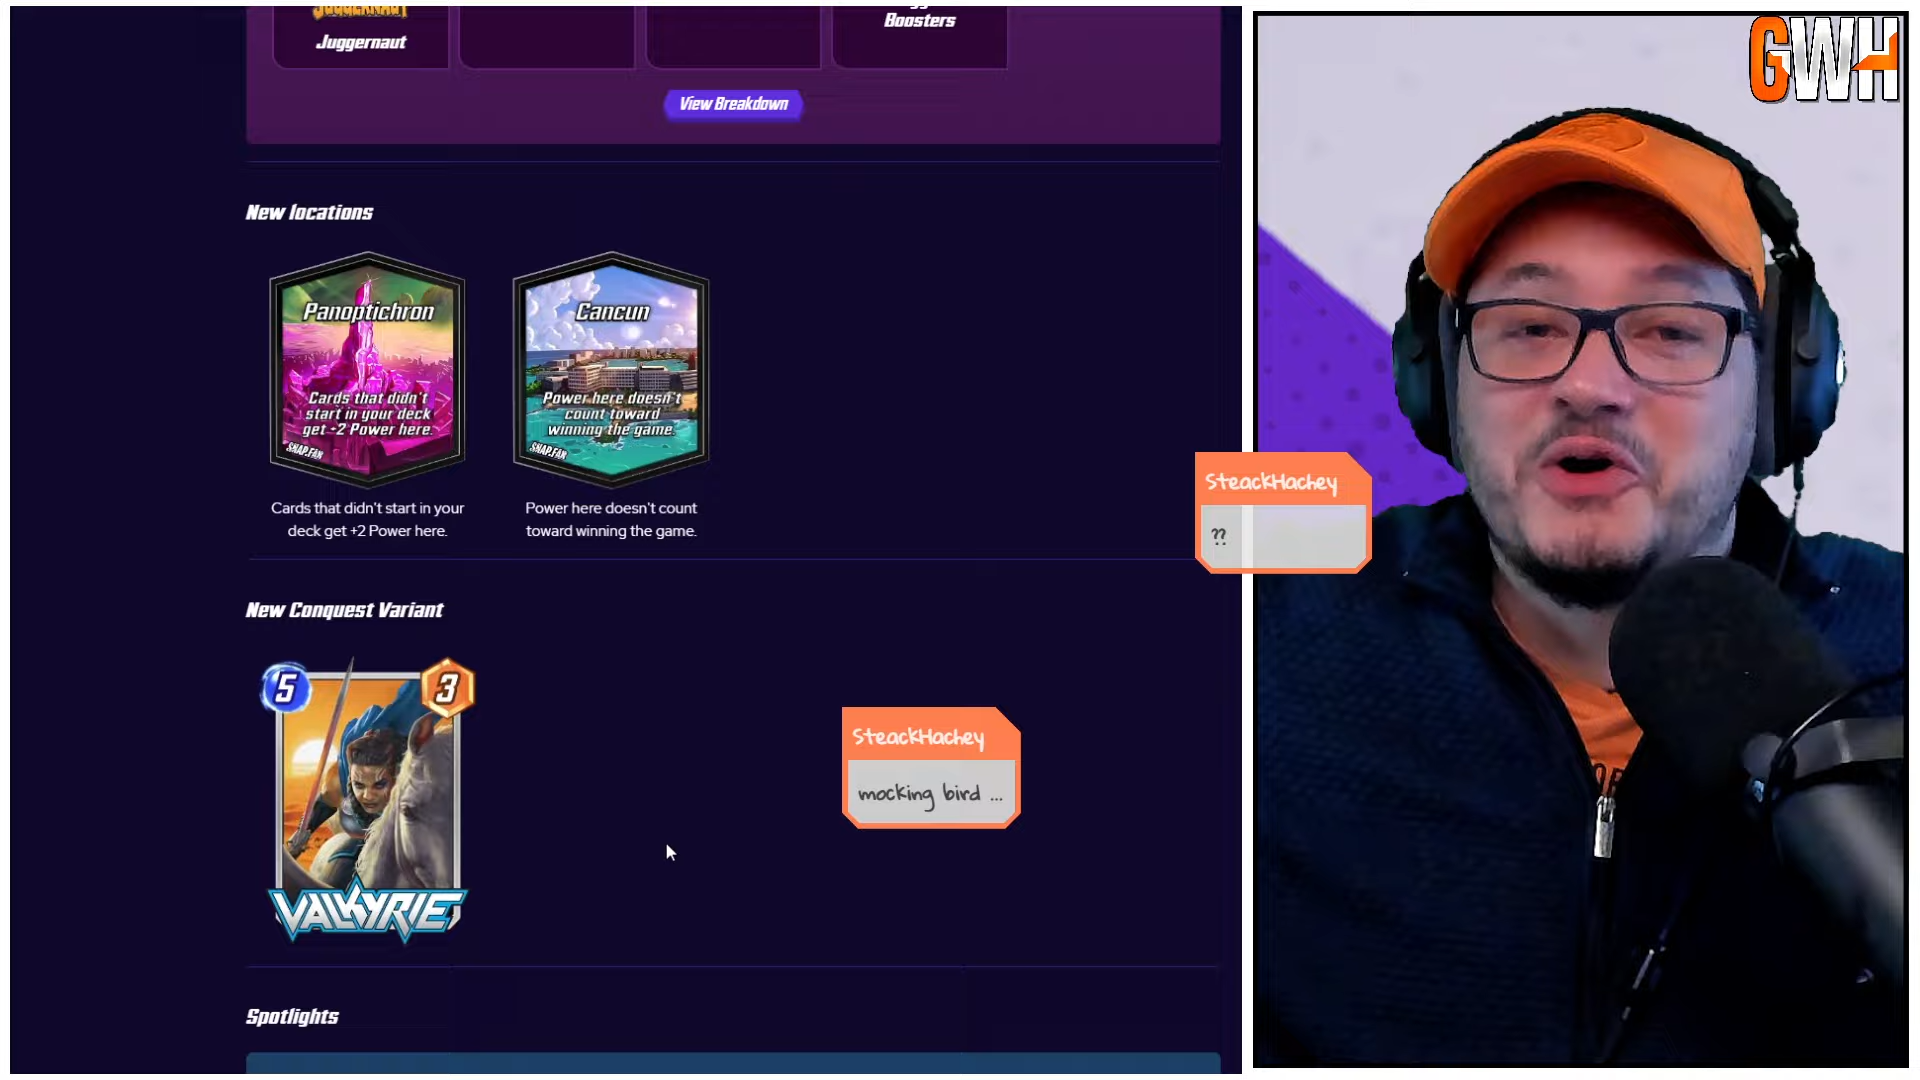 JUGGERNAUT
Juggernaut
Boosters
View Breakdown
New locations
Panoptichron
Cards that didn't
start in your deck
get +2 Power here.
SNAP.FAN
Cancun
Power here doesn't
count toward
winning the game.
SNAP.FAN
Cards that didn't start in your
deck get +2 Power here.
Power here doesn't count
toward winning the game.
New Conquest Variant
5
3
VALKYRIE
Spotlights
SteackHachey
mocking bird ...
SteackHachey
??
GWH